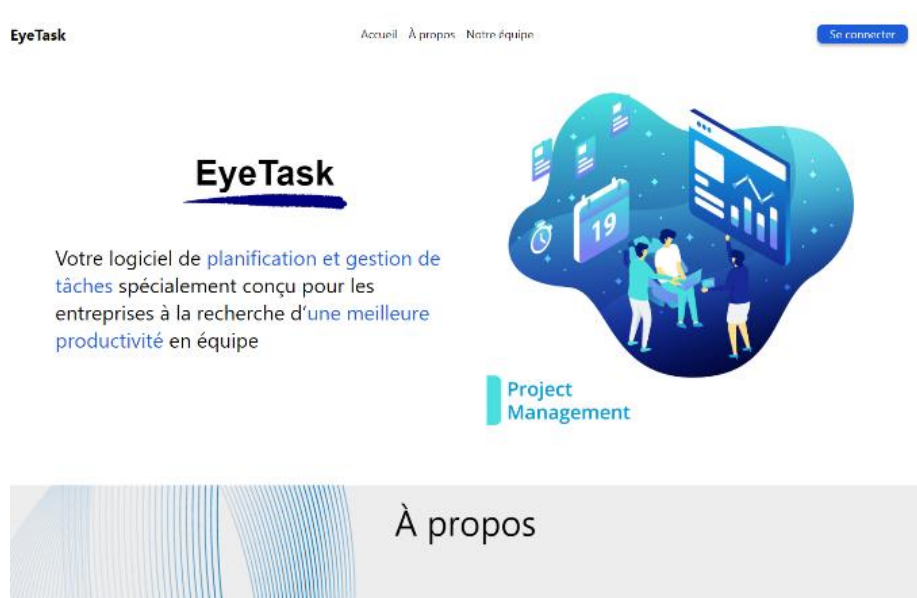 EyeTask
Accueil À propos Notre équipe
Se connecter
EyeTask
Votre logiciel de planification et gestion de
tâches spécialement conçu pour les
entreprises à la recherche d'une meilleure
productivité en équipe
19
Project
Management
À propos